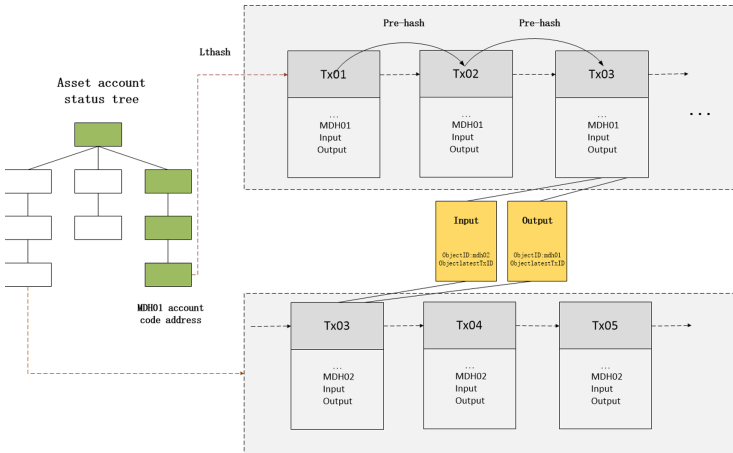 Pre-hash
Pre-hash
Lthash
Asset account
status tree
Tx01
Tx02
Tx03
...
MDH01
Input
Output
...
MDH01
Input
Output
...
MDH01
Input
Output
...
Input
ObjectID:mdh02
ObjectlatestTxID
Output
ObjectID:mdh01
ObjectlatestTxID
MDH01 account
code address
Tx03
Tx04
Tx05
...
MDH02
Input
Output
...
MDH02
Input
Output
...
MDH02
Input
Output